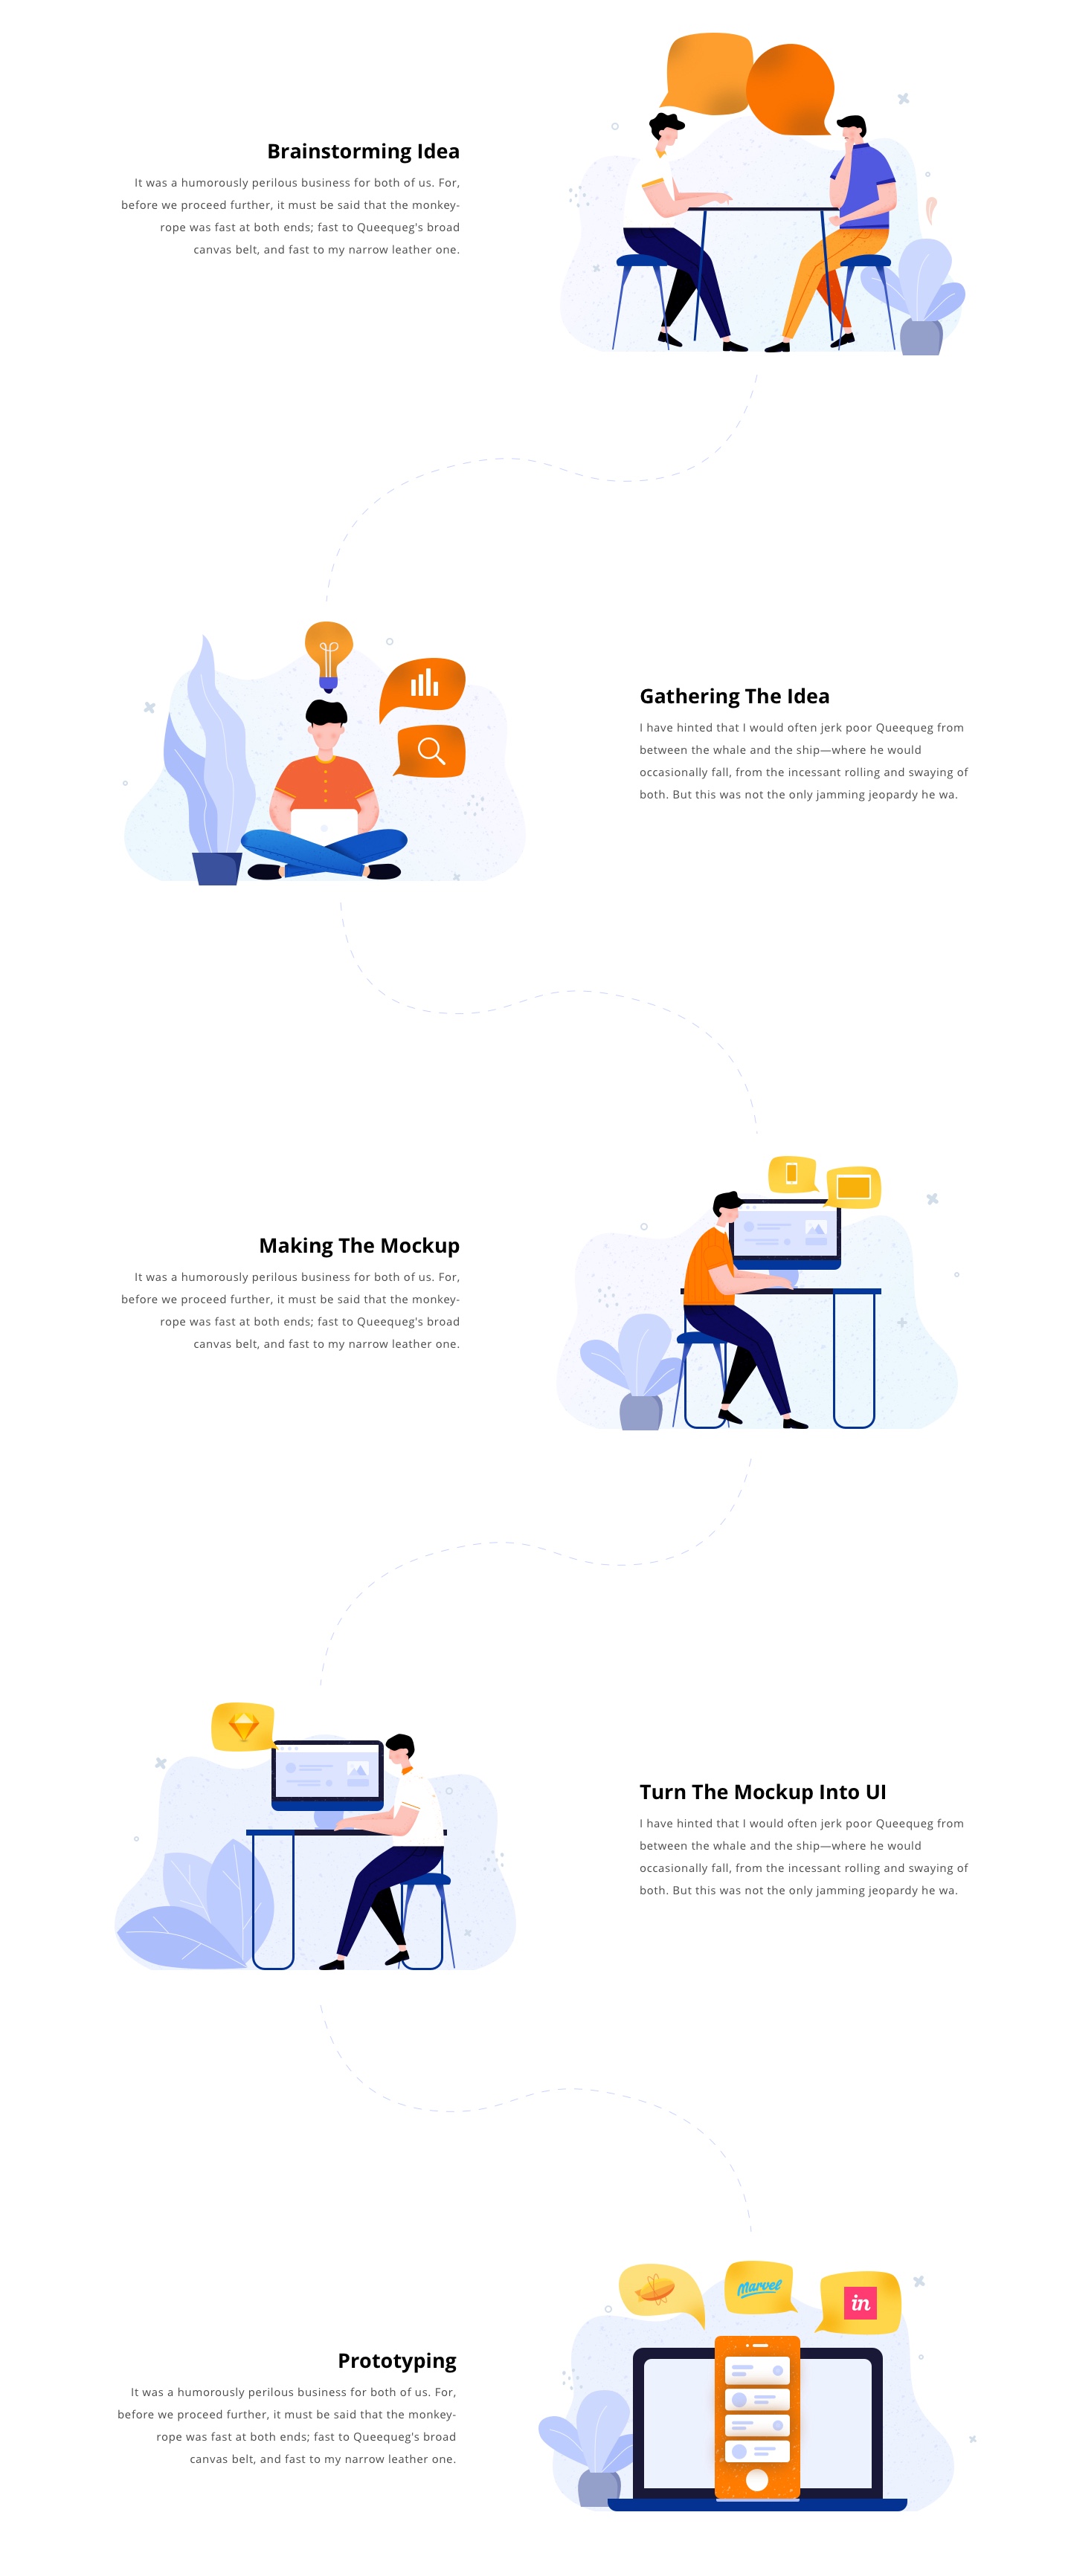 Brainstorming Idea
It was a humorously perilous business for both of us. For,
before we proceed further, it must be said that the monkey-
rope was fast at both ends; fast to Queequeg's broad
canvas belt, and fast to my narrow leather one.
Gathering The Idea
I have hinted that I would often jerk poor Queequeg from
between the whale and the ship—where he would
occasionally fall, from the incessant rolling and swaying of
both. But this was not the only jamming jeopardy he wa.
Making The Mockup
It was a humorously perilous business for both of us. For,
before we proceed further, it must be said that the monkey-
rope was fast at both ends; fast to Queequeg's broad
canvas belt, and fast to my narrow leather one.
Turn The Mockup Into UI
I have hinted that I would often jerk poor Queequeg from
between the whale and the ship—where he would
occasionally fall, from the incessant rolling and swaying of
both. But this was not the only jamming jeopardy he wa.
Marvel
in
Prototyping
It was a humorously perilous business for both of us. For,
before we proceed further, it must be said that the monkey-
rope was fast at both ends; fast to Queequeg's broad
canvas belt, and fast to my narrow leather one.